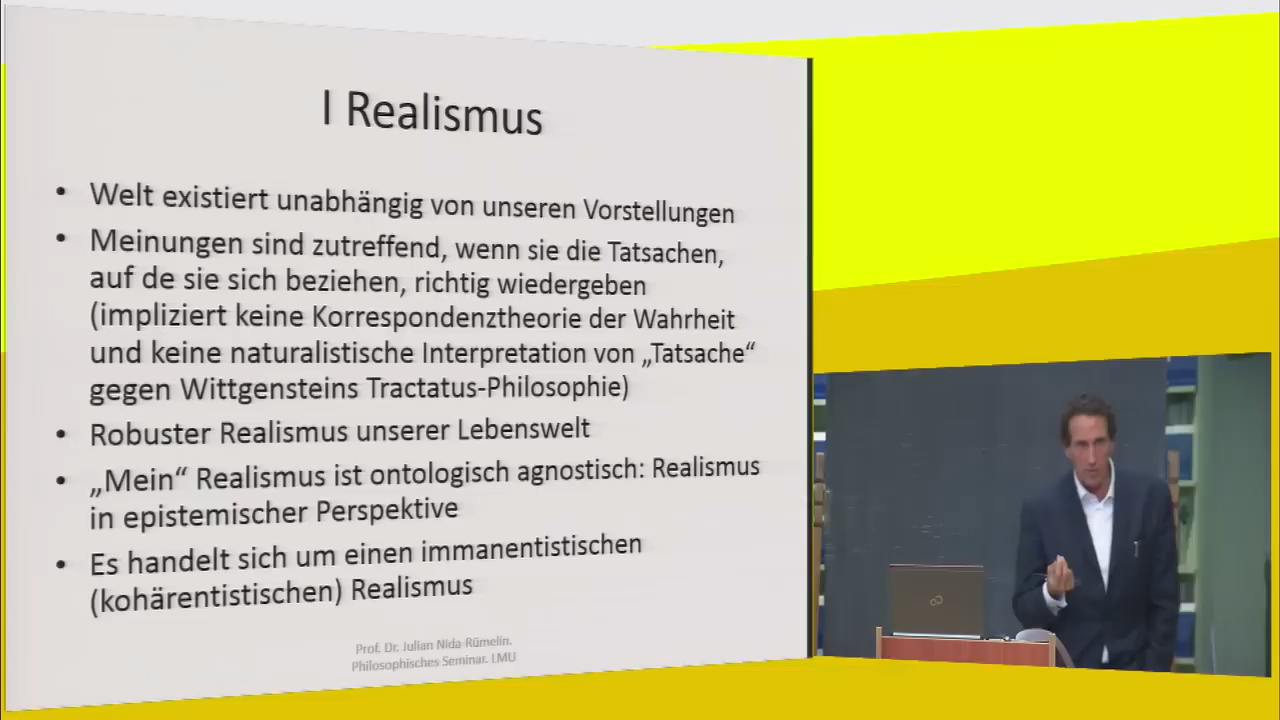 I Realismus
• Welt existiert unabhängig von unseren Vorstellungen
• Meinungen sind zutreffend, wenn sie die Tatsachen,
auf de sie sich beziehen, richtig wiedergeben
(impliziert keine Korrespondenztheorie der Wahrheit
und keine naturalistische Interpretation von „Tatsache“
gegen Wittgensteins Tractatus-Philosophie)
• Robuster Realismus unserer Lebenswelt
• „Mein“ Realismus ist ontologisch agnostisch: Realismus
in epistemischer Perspektive
• Es handelt sich um einen immanentistischen
(kohärentistischen) Realismus
Prof. Dr. Julian Nida-Rümelin.
Philosophisches Seminar. LMU